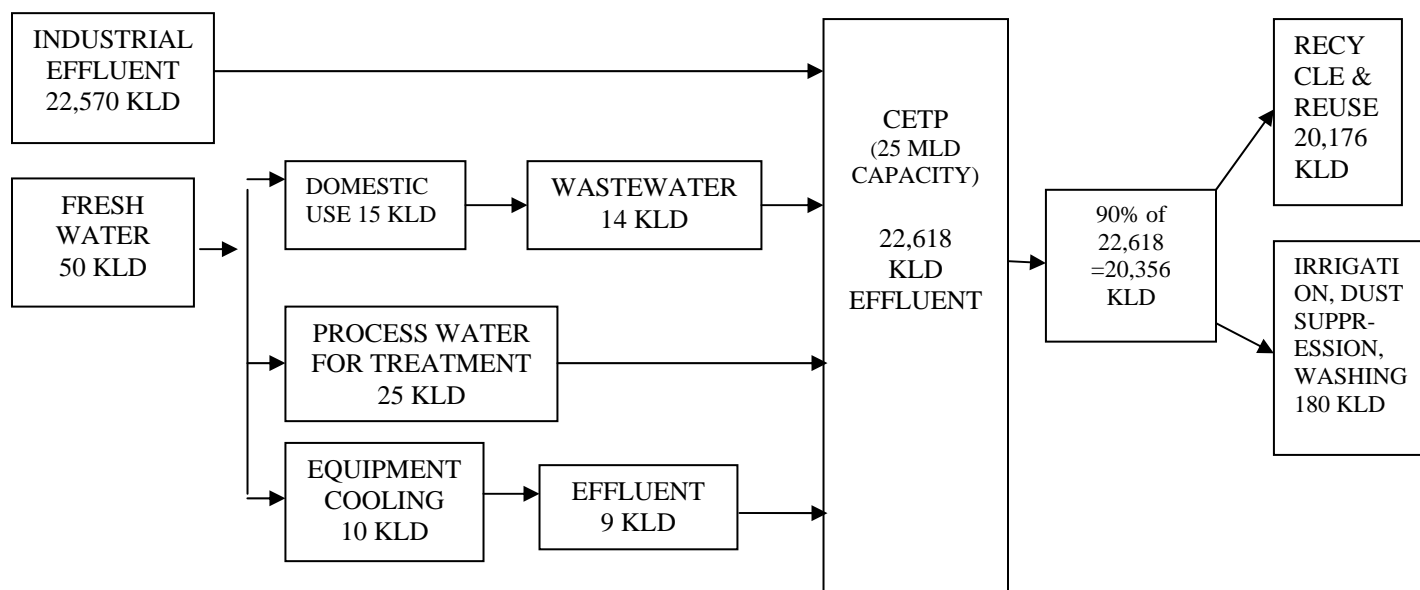 INDUSTRIAL
EFFLUENT
22,570 KLD
FRESH
WATER
50 KLD
DOMESTIC
USE 15 KLD
WASTEWATER
14 KLD
PROCESS WATER
FOR TREATMENT
25 KLD
EQUIPMENT
COOLING
10 KLD
EFFLUENT
9 KLD
CETP
(25 MLD
CAPACITY)
22,618
KLD
EFFLUENT
90% of
22,618
=20,356
KLD
RECY
CLE &
REUSE
20,176
KLD
IRRIGATI
ON, DUST
SUPPR-
ESSION,
WASHING
180 KLD